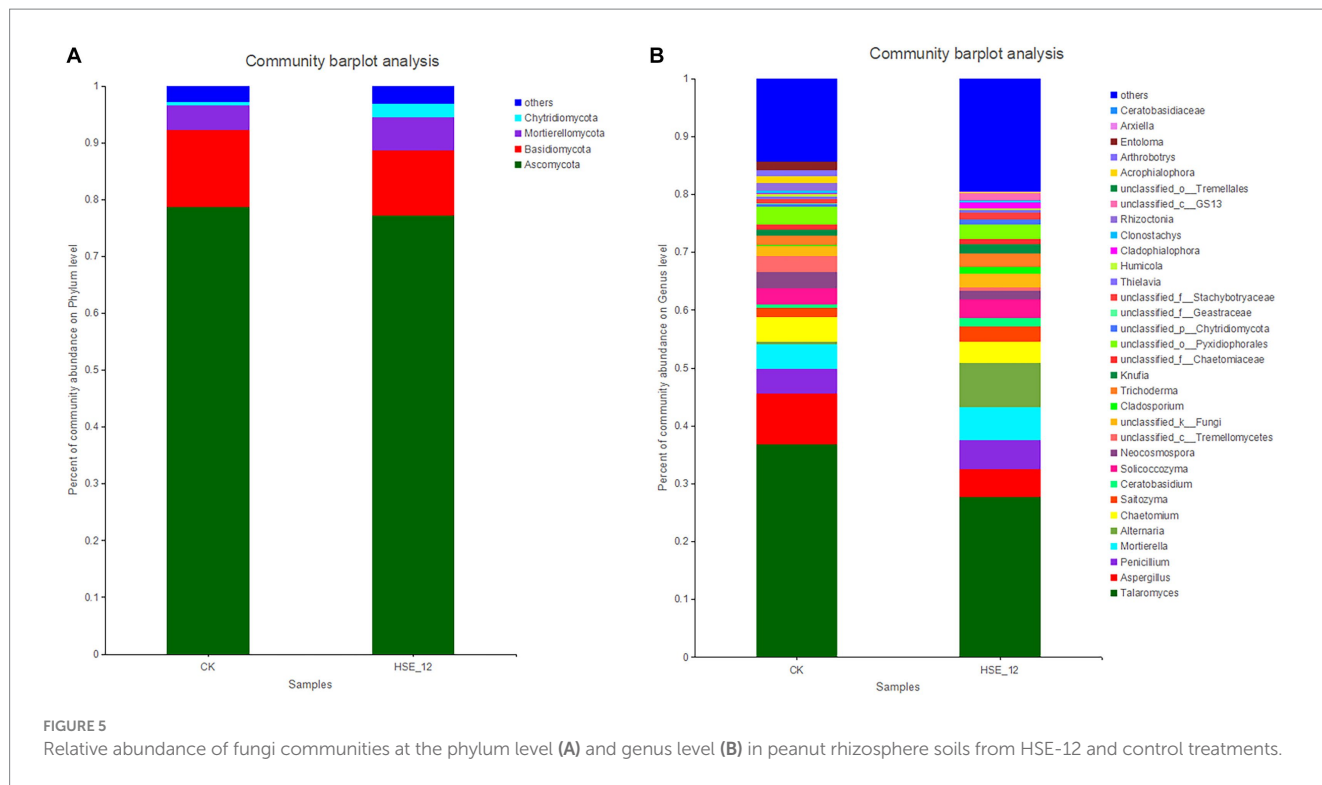 A
Community barplot analysis
Percent of community abundance on Phylum level
1
0.9
0.8
0.7
0.6
0.5
0.4
0.3
0.2
0.1
0
CK
HSE_12
Samples
others
Chytridiomycota
Mortierellomycota
Basidiomycota
Ascomycota
B
Community barplot analysis
Percent of community abundance on Genus level
1
0.9
0.8
0.7
0.6
0.5
0.4
0.3
0.2
0.1
0
CK
HSE_12
Samples
others
Ceratobasidiaceae
Arxiella
Entoloma
Arthrobotrys
Acrophialophora
unclassified_o__Tremellales
unclassified_c__GS13
Rhizoctonia
Clonostachys
Cladophialophora
Humicola
Thielavia
unclassified_f__Stachybotryaceae
unclassified_f__Geastraceae
unclassified_p__Chytridiomycota
unclassified_o__Pyxidiophorales
unclassified_f__Chaetomiaceae
Knufia
Trichoderma
Cladosporium
unclassified_k__Fungi
unclassified_c__Tremellomycetes
Neocosmospora
Solicoccozyma
Ceratobasidium
Saitozyma
Chaetomium
Alternaria
Mortierella
Penicillium
Aspergillus
Talaromyces
FIGURE 5
Relative abundance of fungi communities at the phylum level (A) and genus level (B) in peanut rhizosphere soils from HSE-12 and control treatments.